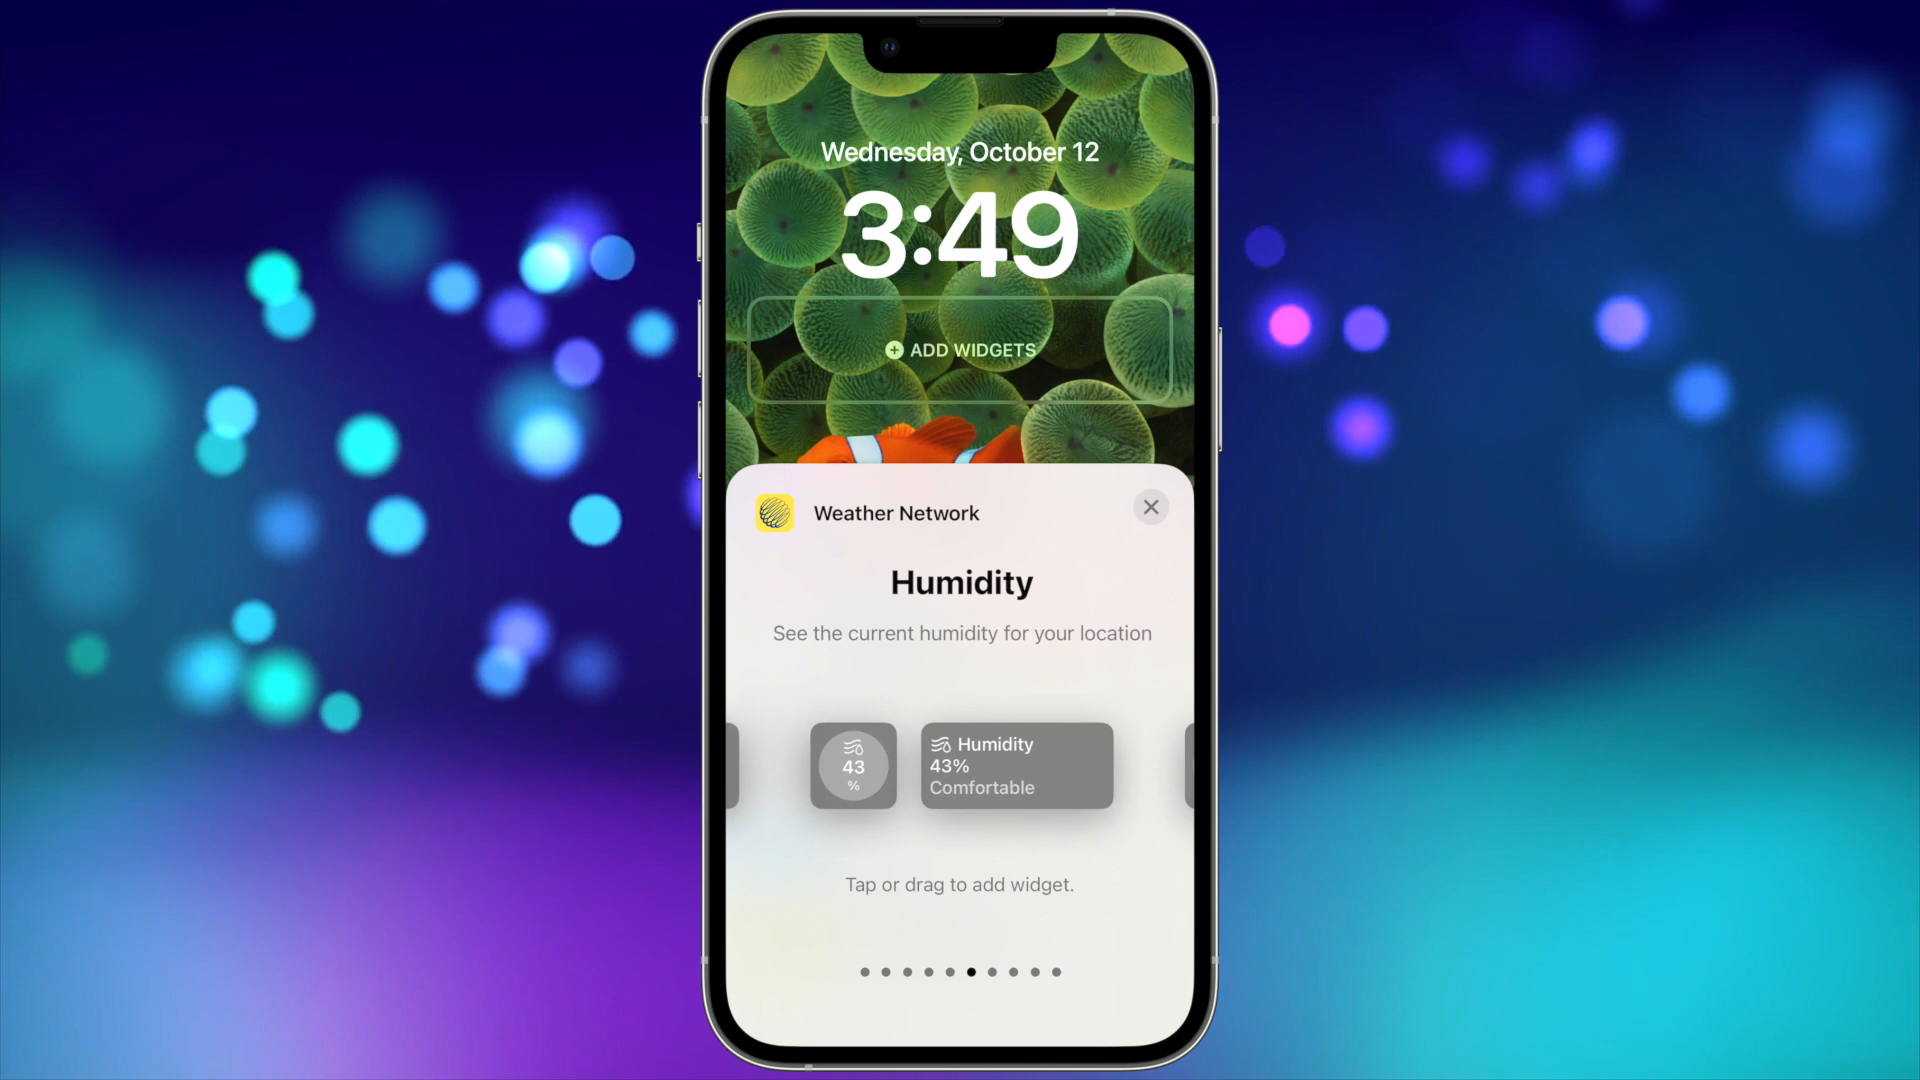 Wednesday, October 12
3:49
ADD WIDGETS
Weather Network
Humidity
See the current humidity for your location
43
%
Humidity
43%
Comfortable
Tap or drag to add widget.